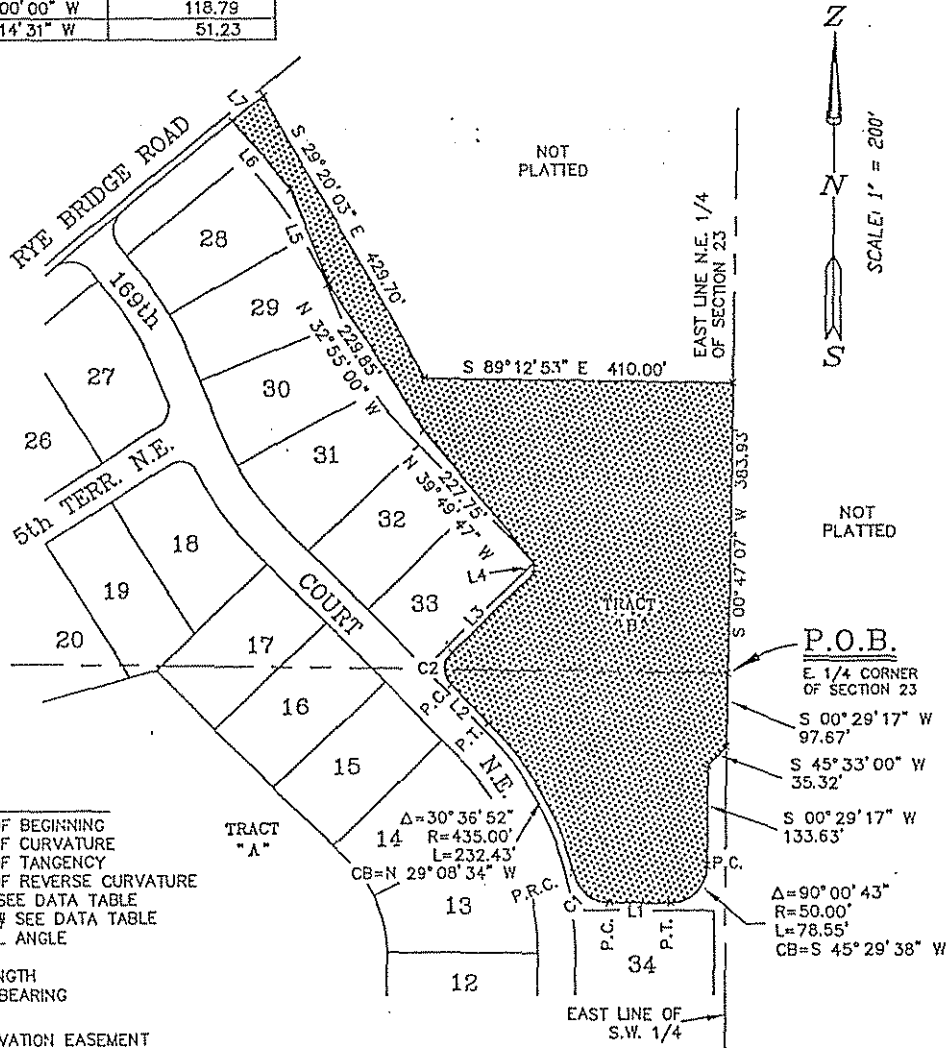 00'00" W 118.79
14'31" W 51.23
Z
N
S
SCALE: 1" = 200'
NOT
PLATTED
EAST LINE N.E. 1/4
OF SECTION 23
RYE BRIDGE ROAD
L7
L6
L5
S 29°20'03" E 429.70'
S 89°12'53" E 410.00'
28
29
30
31
32
33
169th
COURT
N.E.
229.85'
N 32°55'00" W
227.75'
N 39°49'47" W
L4
L3
27
26
5th TERR. N.E.
18
19
20
17
16
15
14
13
12
S 00°47'07" W 383.93
NOT
PLATTED
TRACT
"B"
P.O.B.
E. 1/4 CORNER
OF SECTION 23
S 00°29'17" W
97.67'
S 45°33'00" W
35.32'
S 00°29'17" W
133.63'
P.C.
Δ=90°00'43"
R=50.00'
L=78.55'
CB=S 45°29'38" W
C2
P.C.
L2
P.T.
Δ=30°36'52"
R=435.00'
L=232.43'
CB=N 29°08'34" W
P.R.C.
C1
L1
P.C.
P.T.
34
EAST LINE OF
S.W. 1/4
TRACT
"A"
OF BEGINNING
OF CURVATURE
OF TANGENCY
OF REVERSE CURVATURE
SEE DATA TABLE
# SEE DATA TABLE
ANGLE
NGTH
BEARING
VATION EASEMENT